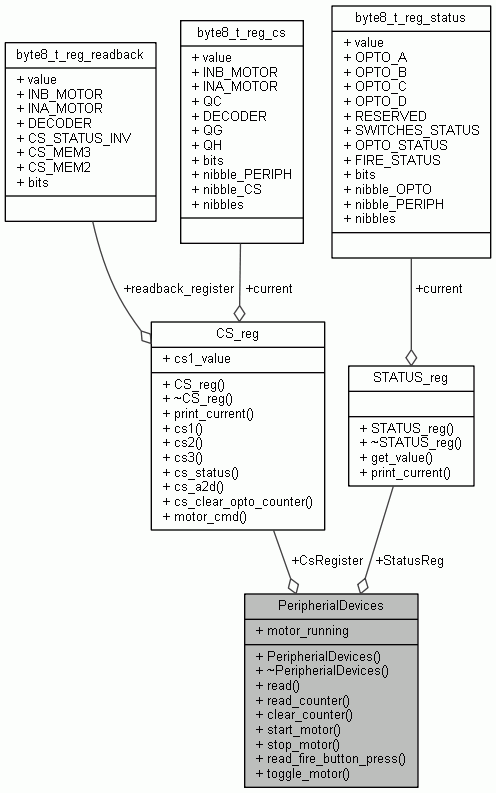 byte8_t_reg_readback
+ value
+ INB_MOTOR
+ INA_MOTOR
+ DECODER
+ CS_STATUS_INV
+ CS_MEM3
+ CS_MEM2
+ bits
byte8_t_reg_cs
+ value
+ INB_MOTOR
+ INA_MOTOR
+ QC
+ DECODER
+ QG
+ QH
+ bits
+ nibble_PERIPH
+ nibble_CS
+ nibbles
byte8_t_reg_status
+ value
+ OPTO_A
+ OPTO_B
+ OPTO_C
+ OPTO_D
+ RESERVED
+ SWITCHES_STATUS
+ OPTO_STATUS
+ FIRE_STATUS
+ bits
+ nibble_OPTO
+ nibble_PERIPH
+ nibbles
+readback_register
+current
+current
CS_reg
+ cs1_value
+ CS_reg()
+ ~CS_reg()
+ print_current()
+ cs1()
+ cs2()
+ cs3()
+ cs_status()
+ cs_a2d()
+ cs_clear_opto_counter()
+ motor_cmd()
STATUS_reg
+ STATUS_reg()
+ ~STATUS_reg()
+ get_value()
+ print_current()
+CsRegister
+StatusReg
PeripherialDevices
+ motor_running
+ PeripherialDevices()
+ ~PeripherialDevices()
+ read()
+ read_counter()
+ clear_counter()
+ start_motor()
+ stop_motor()
+ read_fire_button_press()
+ toggle_motor()